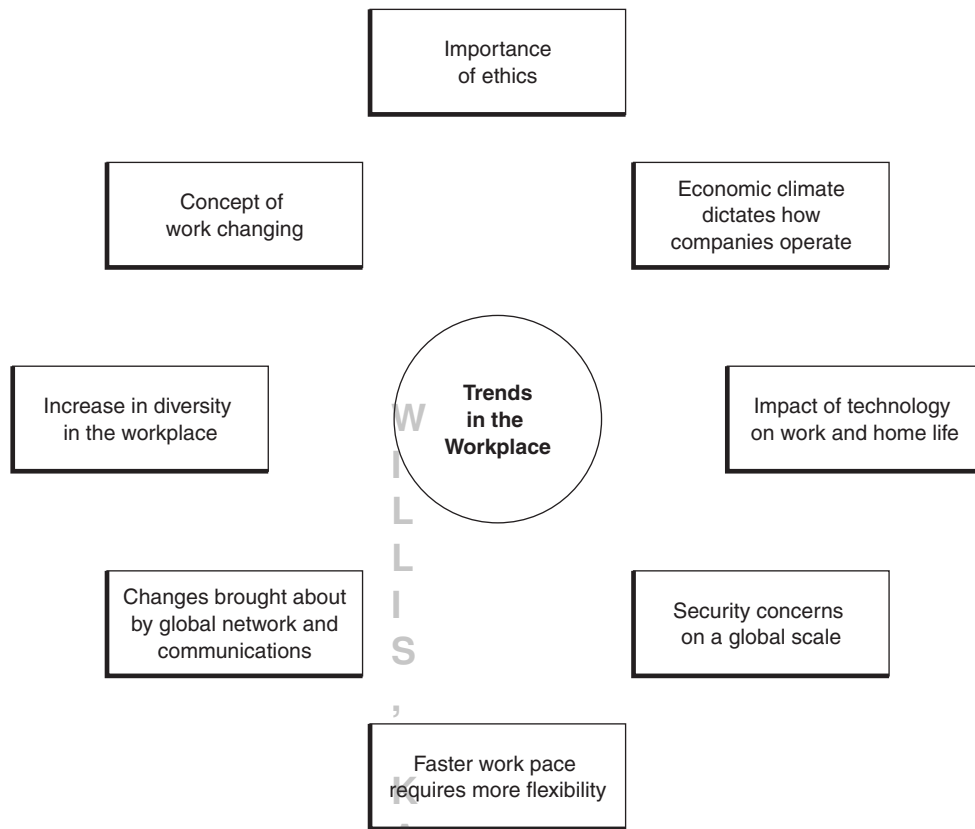 Importance
of ethics
Economic climate
dictates how
companies operate
Impact of technology
on work and home life
Security concerns
on a global scale
Faster work pace
requires more flexibility
Changes brought about
by global network and
communications
Increase in diversity
in the workplace
Concept of
work changing
Trends
in the
Workplace
W
I
L
L
I
S
,
K